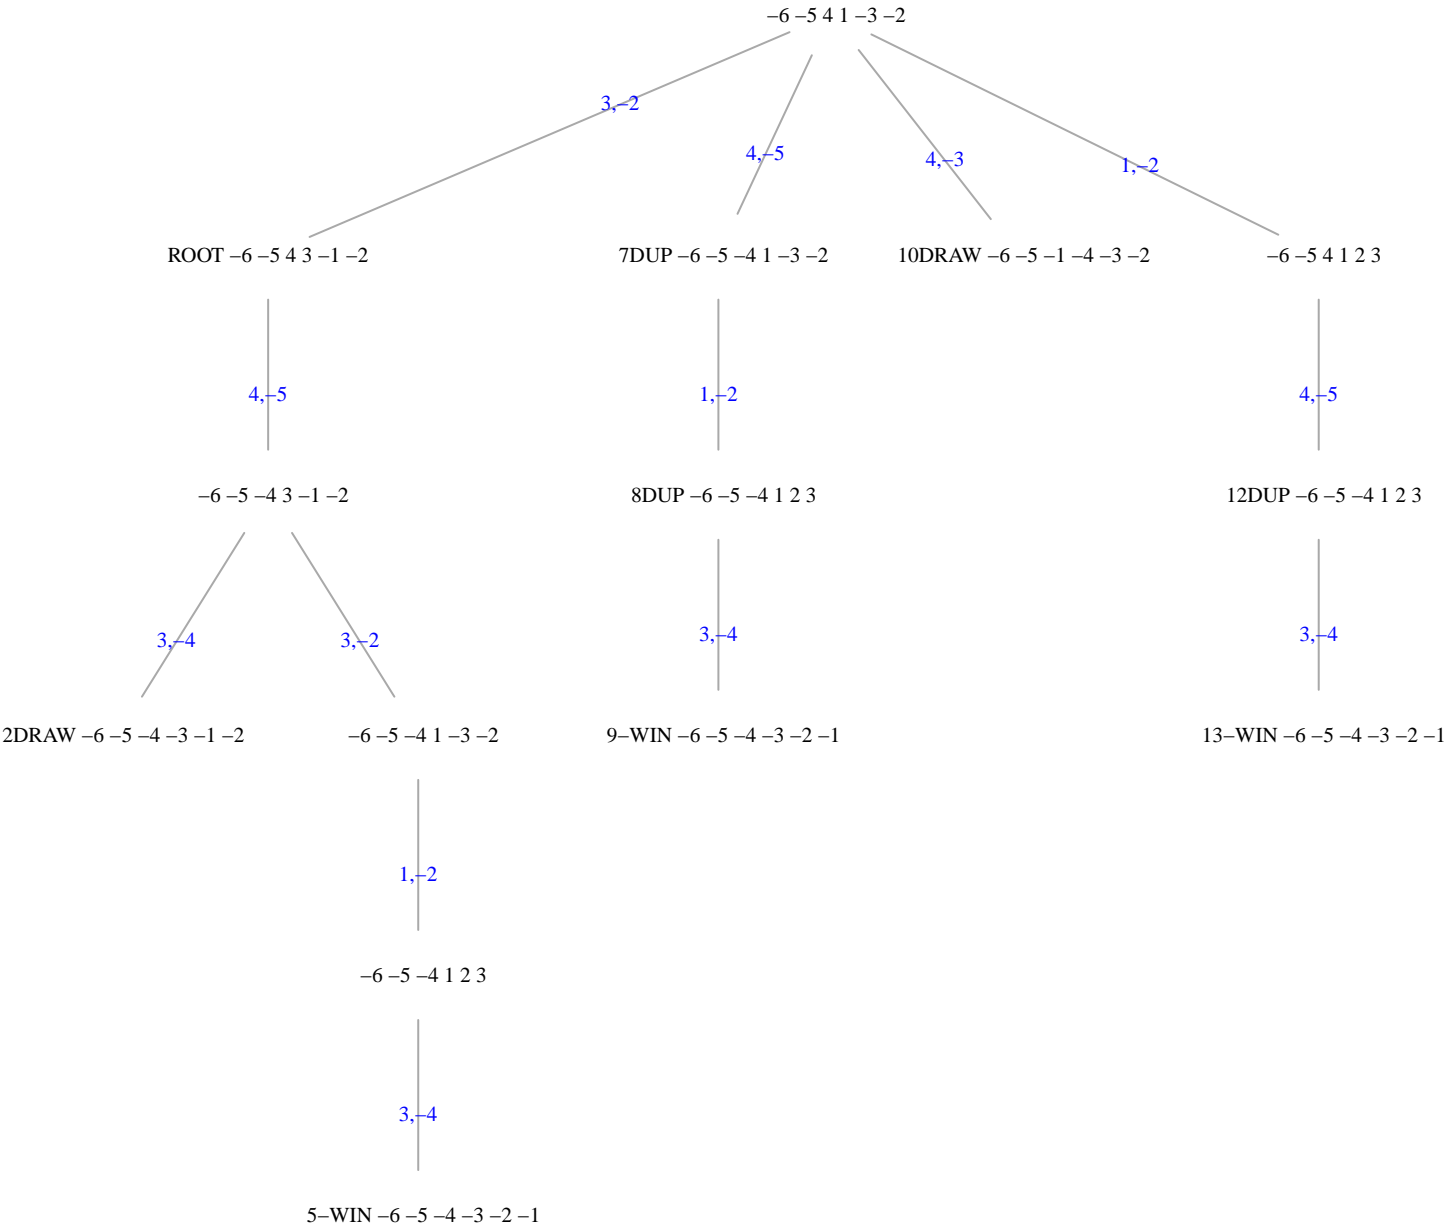 −6 −5 4 1 −3 −2
3,−2
4,−5
4,−3
1,−2
ROOT −6 −5 4 3 −1 −2
7DUP −6 −5 −4 1 −3 −2
10DRAW −6 −5 −1 −4 −3 −2
−6 −5 4 1 2 3
4,−5
1,−2
4,−5
−6 −5 −4 3 −1 −2
8DUP −6 −5 −4 1 2 3
12DUP −6 −5 −4 1 2 3
3,−4
3,−2
3,−4
3,−4
2DRAW −6 −5 −4 −3 −1 −2
−6 −5 −4 1 −3 −2
9−WIN −6 −5 −4 −3 −2 −1
13−WIN −6 −5 −4 −3 −2 −1
1,−2
−6 −5 −4 1 2 3
3,−4
5−WIN −6 −5 −4 −3 −2 −1